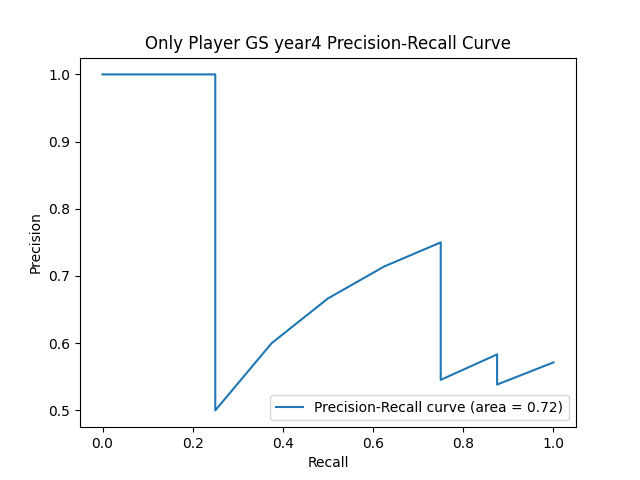 Only Player GS year4 Precision-Recall Curve
1.0
0.9
0.8
0.7
0.6
0.5
Precision
Precision-Recall curve (area = 0.72)
0.0 0.2 0.4 0.6 0.8 1.0
Recall